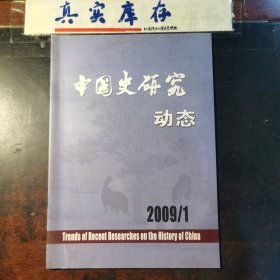 真实库存
中国史研究
动态
2009/1
Trends of Recent Researches on the History of China